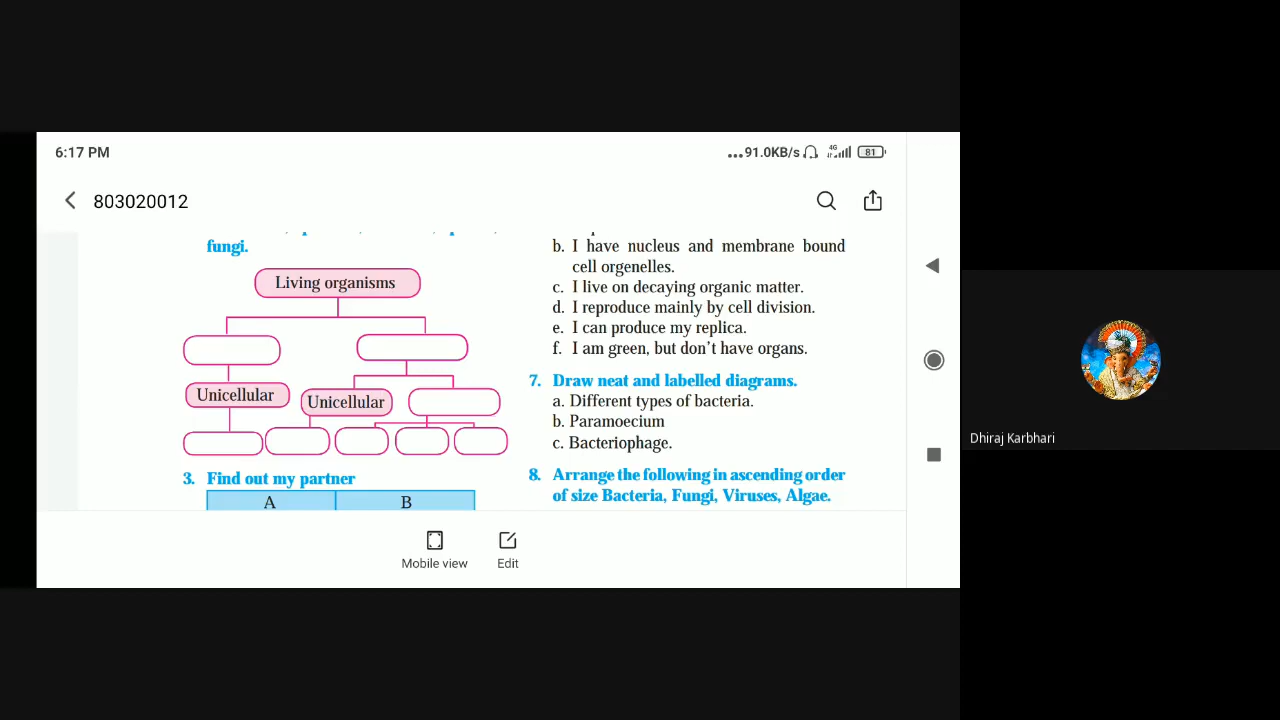 6:17 PM
...91.0KB/s 4G 81
803020012
fungi.
Living organisms
Unicellular
Unicellular
3. Find out my partner
A B
b. I have nucleus and membrane bound
cell orgenelles.
c. I live on decaying organic matter.
d. I reproduce mainly by cell division.
e. I can produce my replica.
f. I am green, but don't have organs.
7. Draw neat and labelled diagrams.
a. Different types of bacteria.
b. Paramoecium
c. Bacteriophage.
8. Arrange the following in ascending order
of size Bacteria, Fungi, Viruses, Algae.
Mobile view
Edit
Dhiraj Karbhari